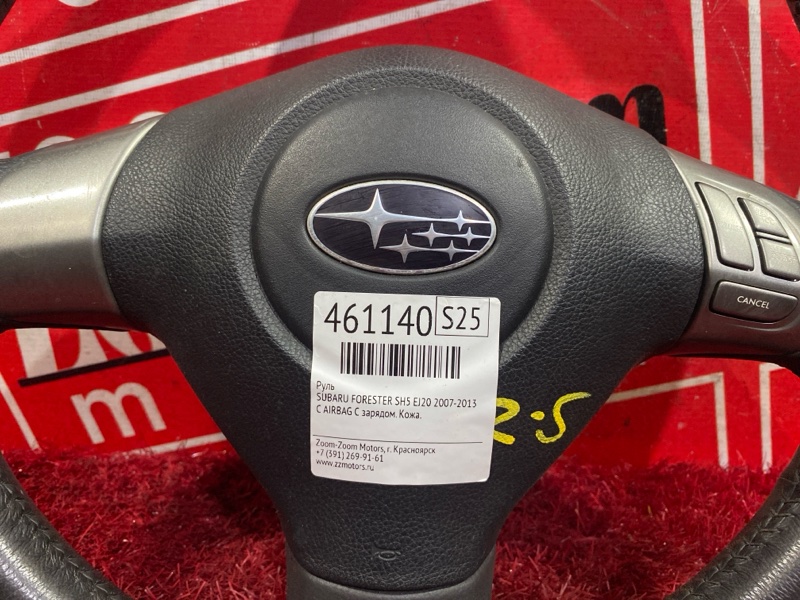 461140 S25
Руль
SUBARU FORESTER SH5 EJ20 2007-2013
С AIRBAG С зарядом. Кожа.
Zoom-Zoom Motors, г. Красноярск
+7 (391) 269-91-61
www.zzmotors.ru
CANCEL
2.5
m
m